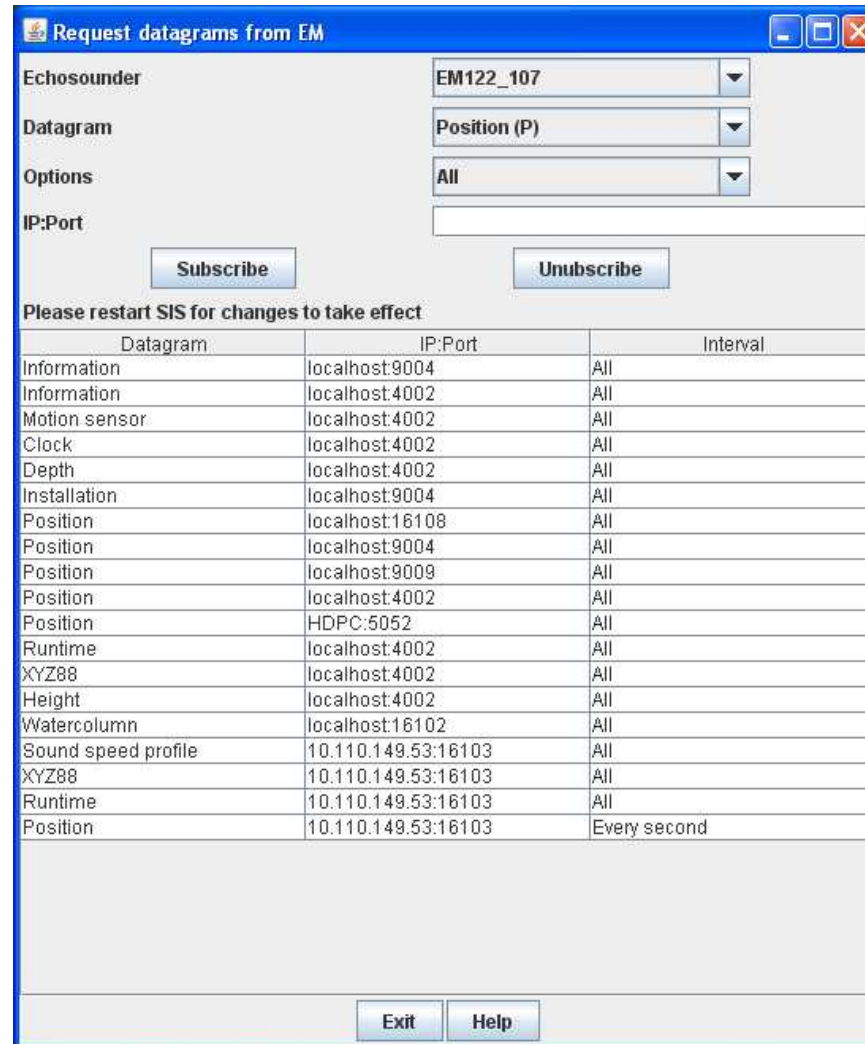 Request datagrams from EM
Echosounder EM122_107
Datagram Position (P)
Options All
IP:Port
Subscribe Unubscribe
Please restart SIS for changes to take effect
Datagram IP:Port Interval
Information localhost:9004 All
Information localhost:4002 All
Motion sensor localhost:4002 All
Clock localhost:4002 All
Depth localhost:4002 All
Installation localhost:9004 All
Position localhost:16108 All
Position localhost:9004 All
Position localhost:9009 All
Position localhost:4002 All
Position HDPC:5052 All
Runtime localhost:4002 All
XYZ88 localhost:4002 All
Height localhost:4002 All
Watercolumn localhost:16102 All
Sound speed profile 10.110.149.53:16103 All
XYZ88 10.110.149.53:16103 All
Runtime 10.110.149.53:16103 All
Position 10.110.149.53:16103 Every second
Exit Help